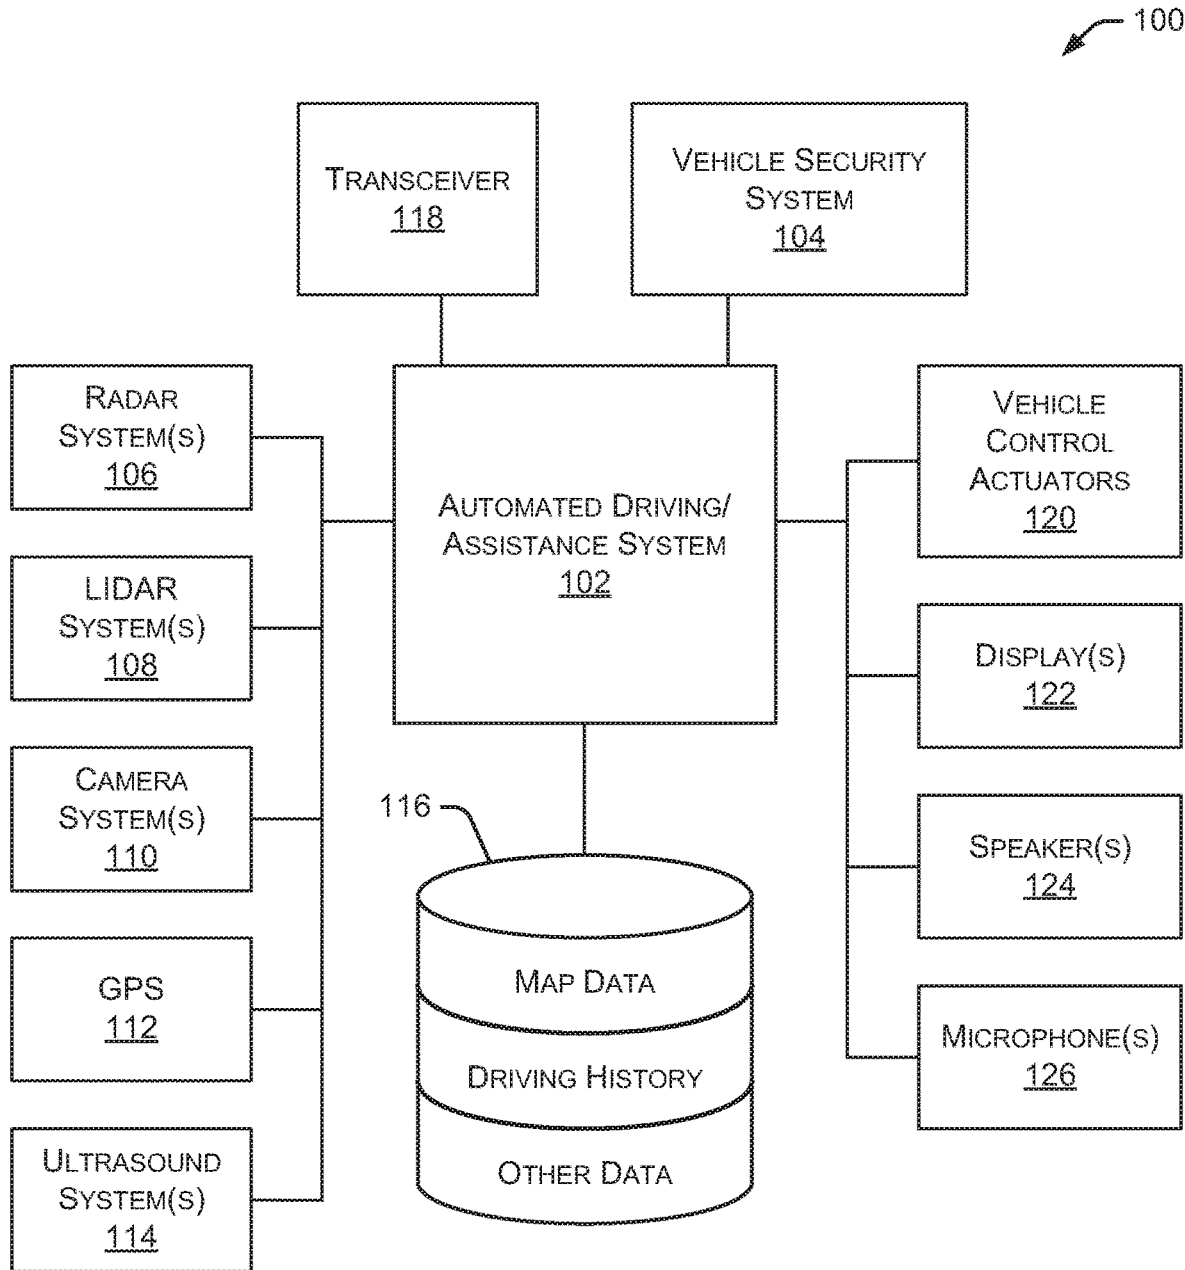 100
TRANSCEIVER
118
VEHICLE SECURITY
SYSTEM
104
RADAR
SYSTEM(S)
106
LIDAR
SYSTEM(S)
108
CAMERA
SYSTEM(S)
110
GPS
112
ULTRASOUND
SYSTEM(S)
114
AUTOMATED DRIVING/
ASSISTANCE SYSTEM
102
116
MAP DATA
DRIVING HISTORY
OTHER DATA
VEHICLE
CONTROL
ACTUATORS
120
DISPLAY(S)
122
SPEAKER(S)
124
MICROPHONE(S)
126